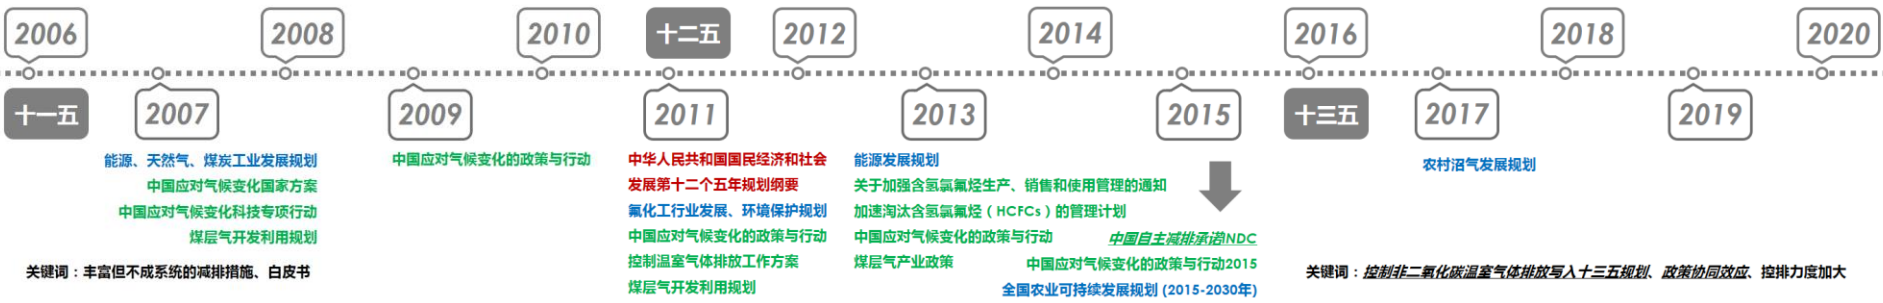 2006
2008
2010
十二五
2012
2014
2016
2018
2020
十一五
2007
2009
2011
2013
2015
十三五
2017
2019
能源、天然气、煤炭工业发展规划
中国应对气候变化国家方案
中国应对气候变化科技专项行动
煤层气开发利用规划
关键词：丰富但不成系统的减排措施、白皮书
中国应对气候变化的政策与行动
中华人民共和国国民经济和社会
发展第十二个五年规划纲要
氟化工行业发展、环境保护规划
中国应对气候变化的政策与行动
控制温室气体排放工作方案
煤层气开发利用规划
能源发展规划
关于加强含氢氯氟烃生产、销售和使用管理的通知
加速淘汰含氢氯氟烃（HCFCs）的管理计划
中国应对气候变化的政策与行动
煤层气产业政策
中国自主减排承诺INDC
中国应对气候变化的政策与行动2015
全国农业可持续发展规划 (2015-2030年)
农村沼气发展规划
关键词：控制非二氧化碳温室气体排放写入十三五规划、政策协同效应、控排力度加大